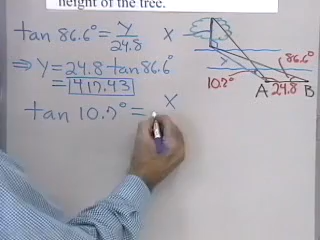 height of the tree.
tan 86.6° = Y/24.8 X
⇒ Y = 24.8 tan 86.6°
= 417.43
tan 10.7° = X
86.6°
Y
10.7°
A 24.8 B